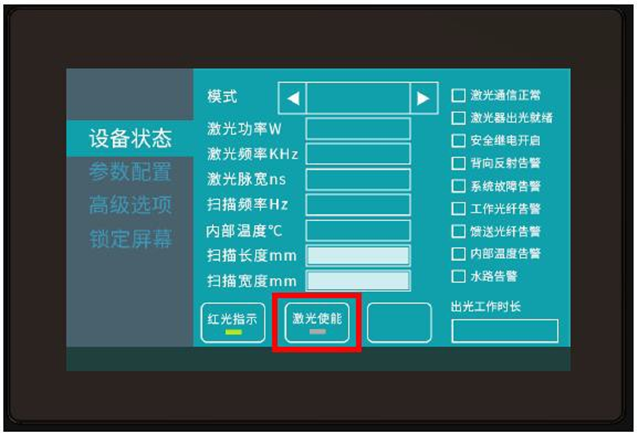 设备状态
参数配置
高级选项
锁定屏幕
模式
激光功率W
激光频率KHz
激光脉宽ns
扫描频率Hz
内部温度℃
扫描长度mm
扫描宽度mm
红光指示
激光使能
激光通信正常
激光器出光就绪
安全继电开启
背向反射告警
系统故障告警
工作光纤告警
馈送光纤告警
内部温度告警
水路告警
出光工作时长